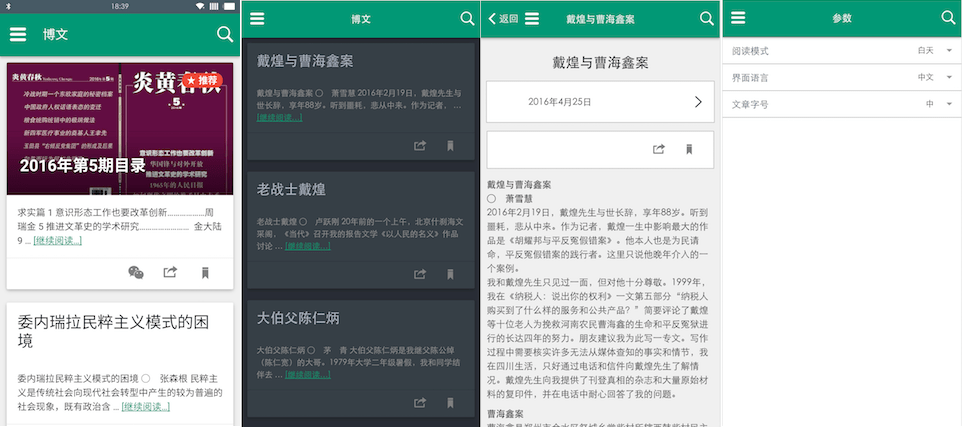 18:39
博文
炎黄春秋
2016年第5期
炎黄春秋
推荐
第5期
冷战时期一个东欧家庭的秘密档案
中国政府人权话语表态的变迁
粮食统购统销中的极端做法
新四军医疗事业的奠基人王聿先
玉田县“右倾反党集团”的形成及后果
意识形态工作也要改革创新
华国锋与对外开放
推进文革史的学术研究
1965年的人民日报
2016年第5期目录
求实篇 1 意识形态工作也要改革创新..................周
瑞金 5 推进文革史的学术研究........................ 金大陆
9 ... [继续阅读...]
委内瑞拉民粹主义模式的困
境
委内瑞拉民粹主义模式的困境 ○ 张森根 民粹主
义是传统社会向现代社会转型中产生的较为普遍的
社会现象，既有政治含 ... [继续阅读...]
博文
戴煌与曹海鑫案
戴煌与曹海鑫案 ○ 萧雪慧 2016年2月19日，戴煌先生与
世长辞，享年88岁。听到噩耗，悲从中来。作为记者， ...
[继续阅读...]
老战士戴煌
老战士戴煌 ○ 卢跃刚 20年前的一个上午，北京什刹海文
采阁，《当代》召开我的报告文学《以人民的名义》作品
讨论 ... [继续阅读...]
大伯父陈仁炳
大伯父陈仁炳 ○ 茅 青 大伯父陈仁炳是我继父陈公绰
（陈仁宽）的大哥。1979年大学二年级暑假，我和同学结
伴去 ... [继续阅读...]
返回
戴煌与曹海鑫案
戴煌与曹海鑫案
2016年4月25日
戴煌与曹海鑫案
○ 萧雪慧
2016年2月19日，戴煌先生与世长辞，享年88岁。听到
噩耗，悲从中来。作为记者，戴煌一生中影响最大的作
品是《胡耀邦与平反冤假错案》。他本人也是为民请
命，平反冤假错案的践行者。这里只说他晚年介入的一
个案例。
我和戴煌先生只见过一面，但对他十分尊敬。1999年，
我在《纳税人：说出你的权利》一文第五部分“纳税人
购买到了什么样的服务和公共产品？”简要评论了戴煌
等十位老人为挽救河南农民曹海鑫的生命和平反冤狱进
行的长达四年的努力。朋友建议我为此写一专文。写作
过程中需要核实许多无法从媒体查知的事实和情节，我
在四川生活，只好通过电话和信件向戴煌先生了解情
况。戴煌先生向我提供了刊登真相的杂志和大量原始材
料的复印件，并在电话中耐心回答了我的问题。
曹海鑫案
参数
阅读模式
白天
界面语言
中文
文章字号
中